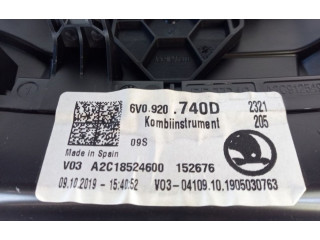 6V0.920 .740D 2321
Kombiinstrument 205
Made in Spain 09S
V03 A2C18524600 152676
09.10.2019 - 15:40:52 V03-04109.10.1905030763